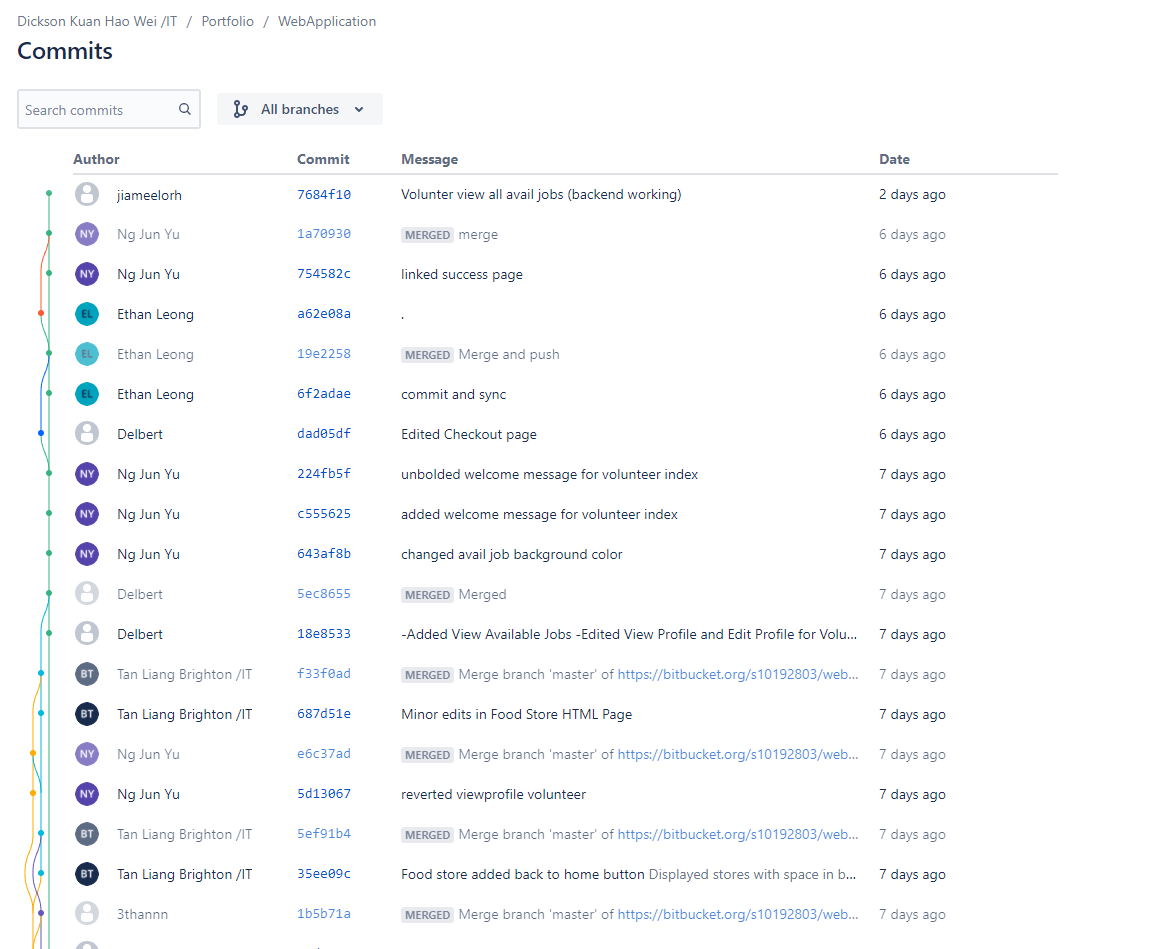 Dickson Kuan Hao Wei /IT / Portfolio / WebApplication
Commits
Search commits All branches
Author Commit Message Date
jiameelorh 7684f10 Volunter view all avail jobs (backend working) 2 days ago
NY Ng Jun Yu 1a70930 MERGED merge 6 days ago
NY Ng Jun Yu 754582c linked success page 6 days ago
EL Ethan Leong a62e08a . 6 days ago
EL Ethan Leong 19e2258 MERGED Merge and push 6 days ago
EL Ethan Leong 6f2adae commit and sync 6 days ago
Delbert dad05df Edited Checkout page 6 days ago
NY Ng Jun Yu 224fb5f unbolded welcome message for volunteer index 7 days ago
NY Ng Jun Yu c555625 added welcome message for volunteer index 7 days ago
NY Ng Jun Yu 643af8b changed avail job background color 7 days ago
Delbert 5ec8655 MERGED Merged 7 days ago
Delbert 18e8533 -Added View Available Jobs -Edited View Profile and Edit Profile for Volu... 7 days ago
BT Tan Liang Brighton /IT f33f0ad MERGED Merge branch 'master' of https://bitbucket.org/s10192803/web... 7 days ago
BT Tan Liang Brighton /IT 687d51e Minor edits in Food Store HTML Page 7 days ago
NY Ng Jun Yu e6c37ad MERGED Merge branch 'master' of https://bitbucket.org/s10192803/web... 7 days ago
NY Ng Jun Yu 5d13067 reverted viewprofile volunteer 7 days ago
BT Tan Liang Brighton /IT 5ef91b4 MERGED Merge branch 'master' of https://bitbucket.org/s10192803/web... 7 days ago
BT Tan Liang Brighton /IT 35ee09c Food store added back to home button Displayed stores with space in b... 7 days ago
3thannn 1b5b71a MERGED Merge branch 'master' of https://bitbucket.org/s10192803/web... 7 days ago